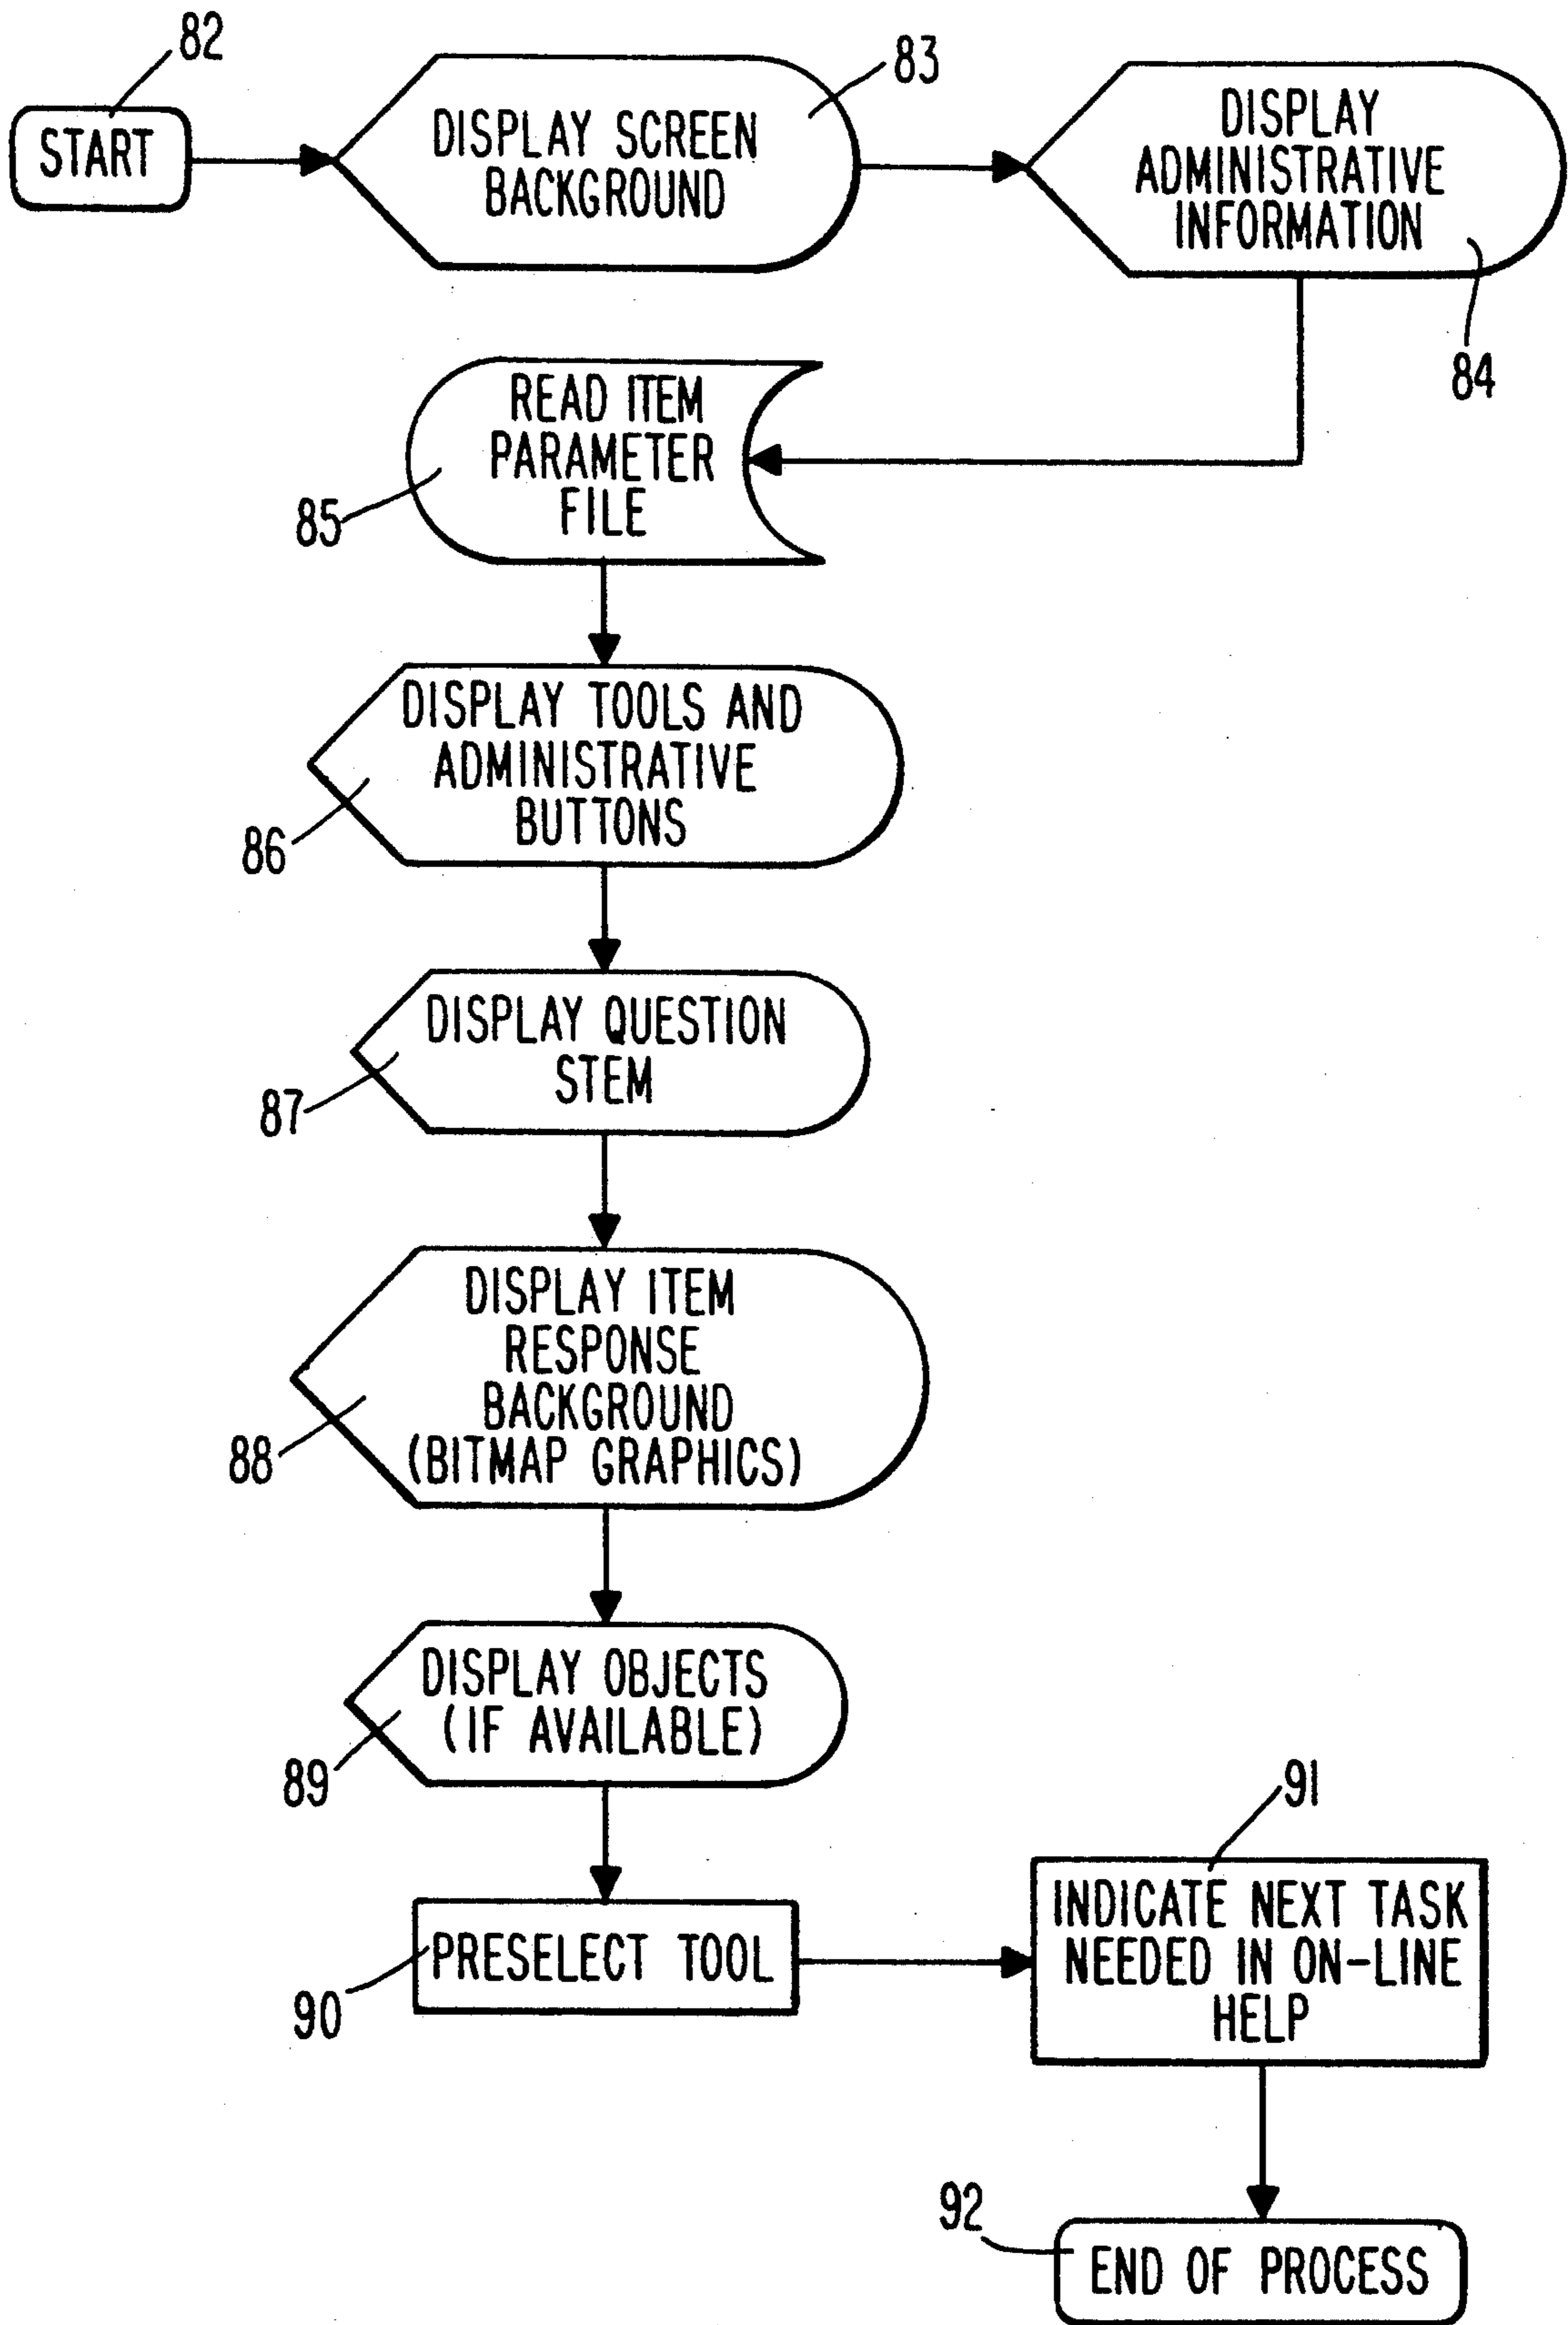 82
START
83
DISPLAY SCREEN
BACKGROUND
DISPLAY
ADMINISTRATIVE
INFORMATION
84
READ ITEM
PARAMETER
FILE
85
DISPLAY TOOLS AND
ADMINISTRATIVE
BUTTONS
86
DISPLAY QUESTION
STEM
87
DISPLAY ITEM
RESPONSE
BACKGROUND
(BITMAP GRAPHICS)
88
DISPLAY OBJECTS
(IF AVAILABLE)
89
PRESELECT TOOL
90
91
INDICATE NEXT TASK
NEEDED IN ON-LINE
HELP
92
END OF PROCESS